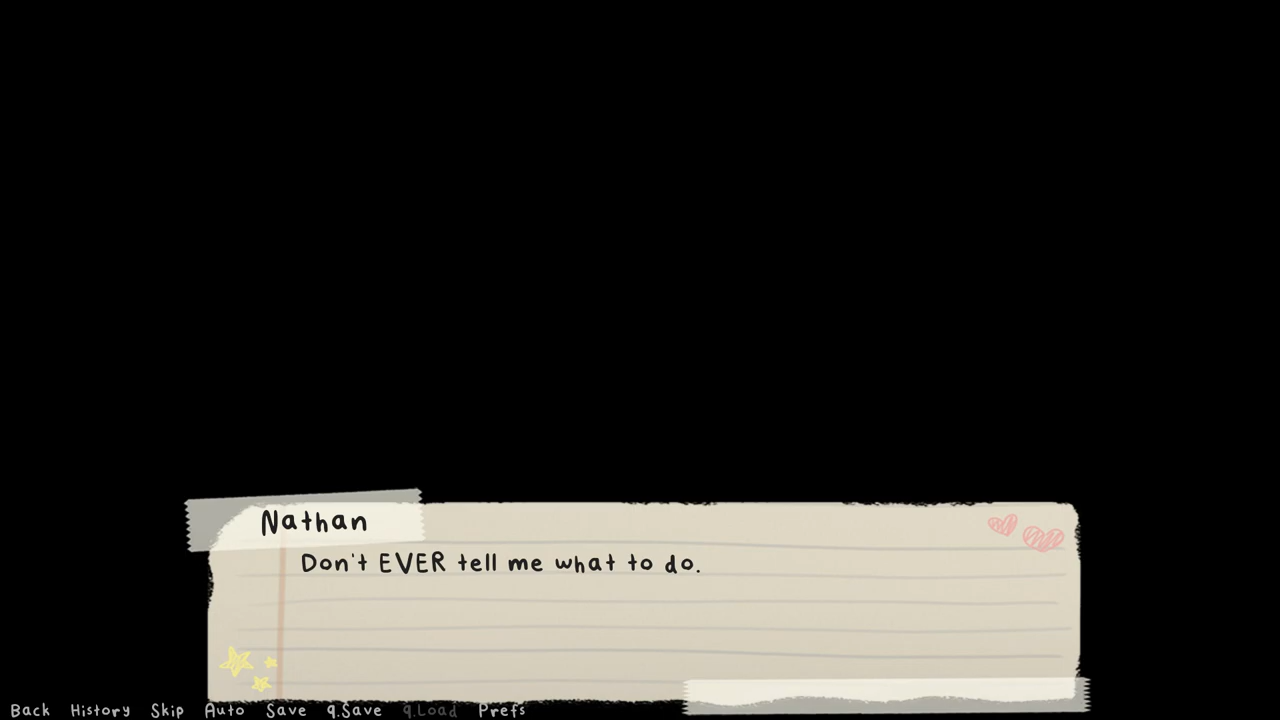 Nathan
Don't EVER tell me what to do.
Back History Skip Auto Save q.Save q.Load Prefs